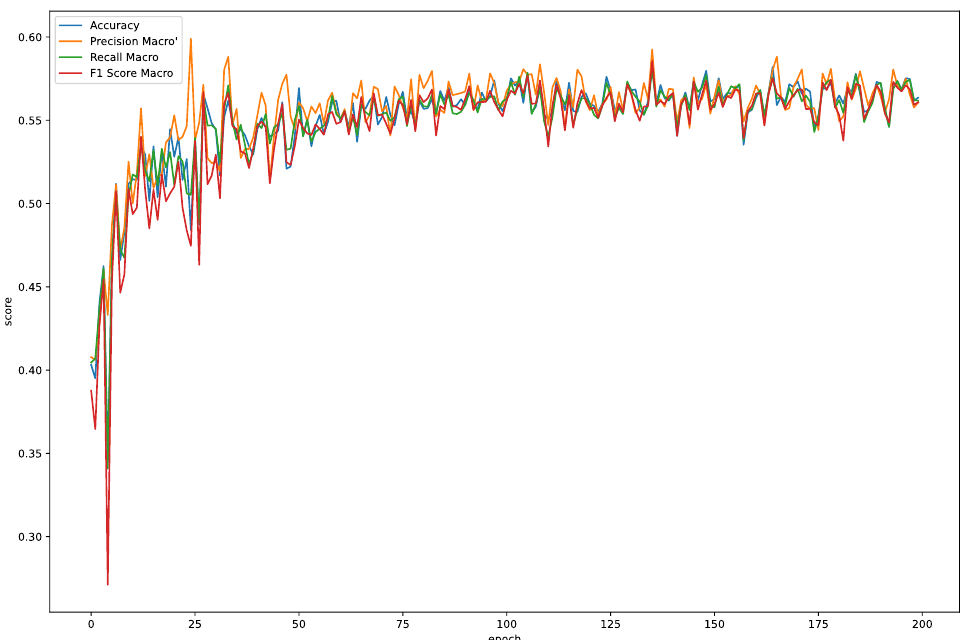 Accuracy
Precision Macro'
Recall Macro
F1 Score Macro
0.60
0.55
0.50
0.45
0.40
0.35
0.30
score
0 25 50 75 100 125 150 175 200
epoch